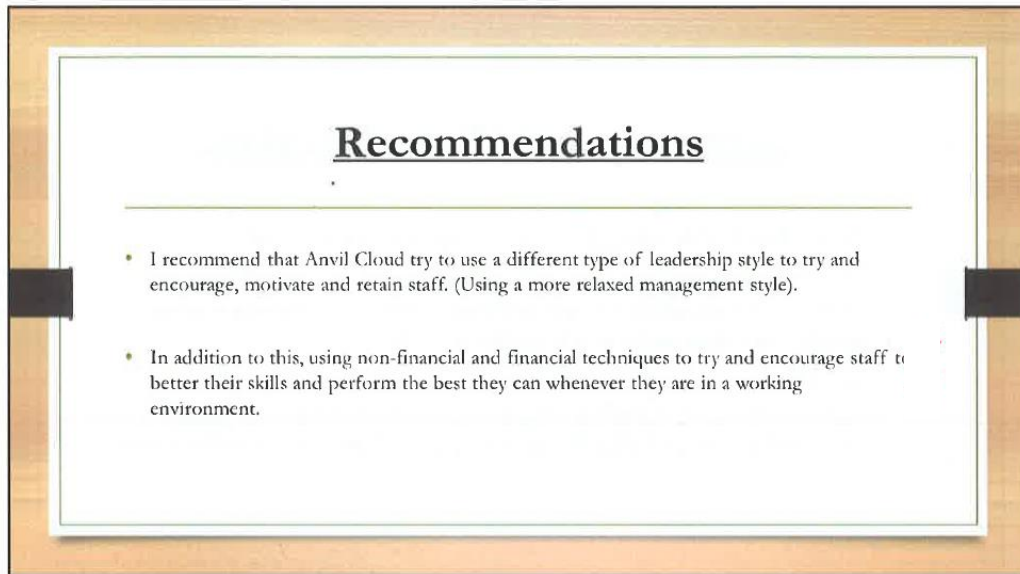 Recommendations
• I recommend that Anvil Cloud try to use a different type of leadership style to try and
encourage, motivate and retain staff. (Using a more relaxed management style).
• In addition to this, using non-financial and financial techniques to try and encourage staff
better their skills and perform the best they can whenever they are in a working
environment.